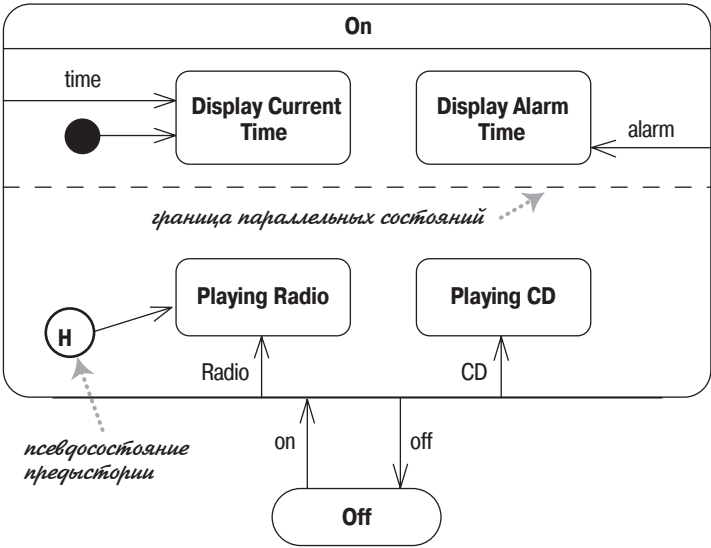 On
time
Display Current
Time
Display Alarm
Time
alarm
граница параллельных состояний
Playing Radio
Playing CD
H
Radio
CD
псевдосостояние
предыстории
on
off
Off